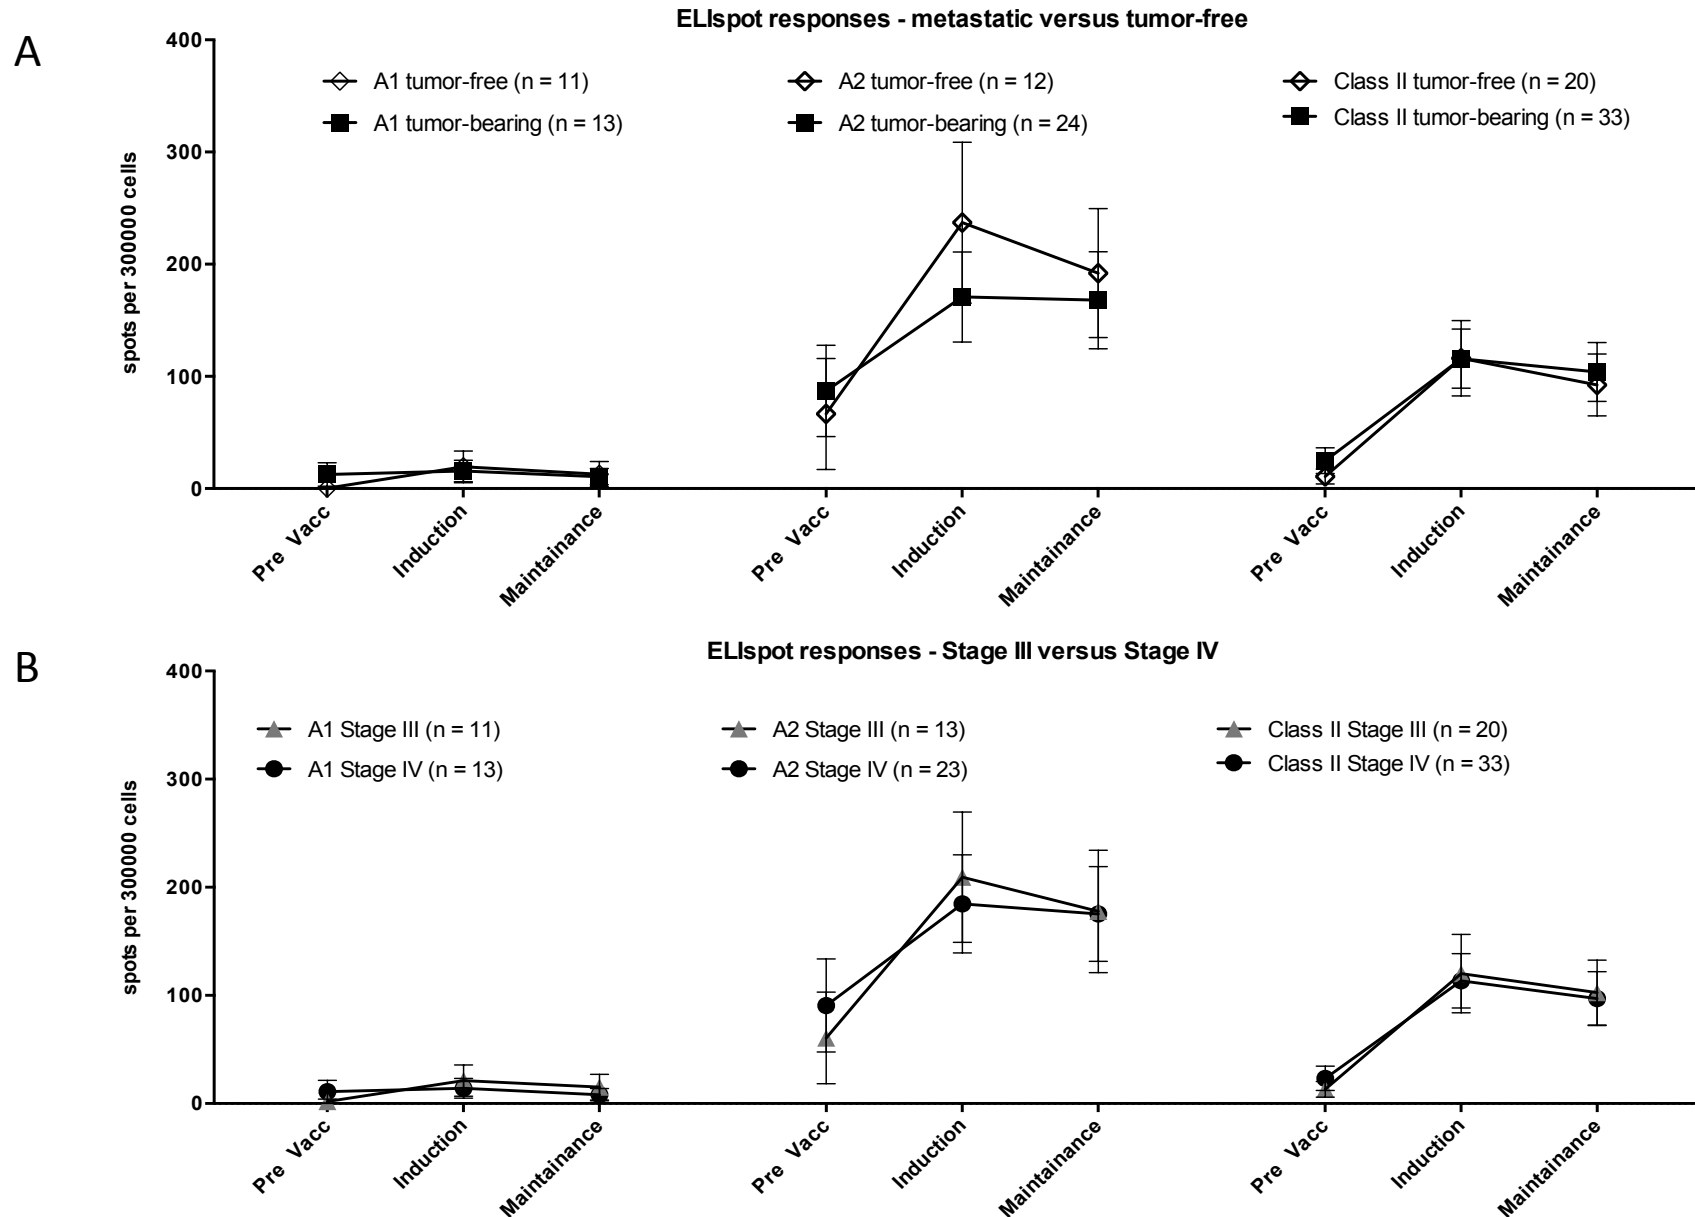 A
ELIspot responses - metastatic versus tumor-free
400
300
200
100
0
spots per 300000 cells
A1 tumor-free (n = 11)
A1 tumor-bearing (n = 13)
A2 tumor-free (n = 12)
A2 tumor-bearing (n = 24)
Class II tumor-free (n = 20)
Class II tumor-bearing (n = 33)
Pre Vacc
Induction
Maintainance
Pre Vacc
Induction
Maintainance
Pre Vacc
Induction
Maintainance
B
ELIspot responses - Stage III versus Stage IV
400
300
200
100
0
spots per 300000 cells
A1 Stage III (n = 11)
A1 Stage IV (n = 13)
A2 Stage III (n = 13)
A2 Stage IV (n = 23)
Class II Stage III (n = 20)
Class II Stage IV (n = 33)
Pre Vacc
Induction
Maintainance
Pre Vacc
Induction
Maintainance
Pre Vacc
Induction
Maintainance